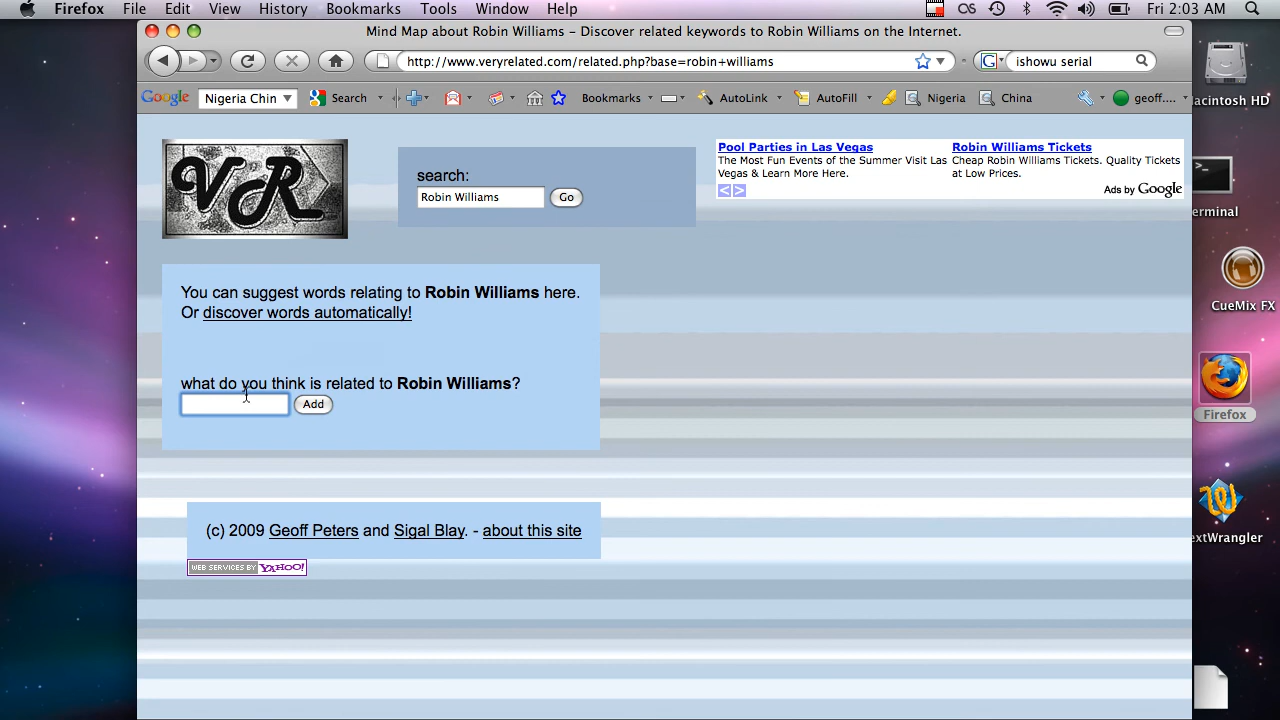 Firefox File Edit View History Bookmarks Tools Window Help Fri 2:03 AM
Mind Map about Robin Williams – Discover related keywords to Robin Williams on the Internet.
http://www.veryrelated.com/related.php?base=robin+williams
G ishowu serial
Google Nigeria Chin Search Bookmarks AutoLink AutoFill Nigeria China geoff....
VR
search:
Robin Williams Go
Pool Parties in Las Vegas
The Most Fun Events of the Summer Visit Las
Vegas & Learn More Here.
Robin Williams Tickets
Cheap Robin Williams Tickets. Quality Tickets
at Low Prices.
Ads by Google
You can suggest words relating to Robin Williams here.
Or discover words automatically!
what do you think is related to Robin Williams?
Add
(c) 2009 Geoff Peters and Sigal Blay. - about this site
WEB SERVICES BY YAHOO!
acintosh HD
erminal
CueMix FX
Firefox
extWrangler